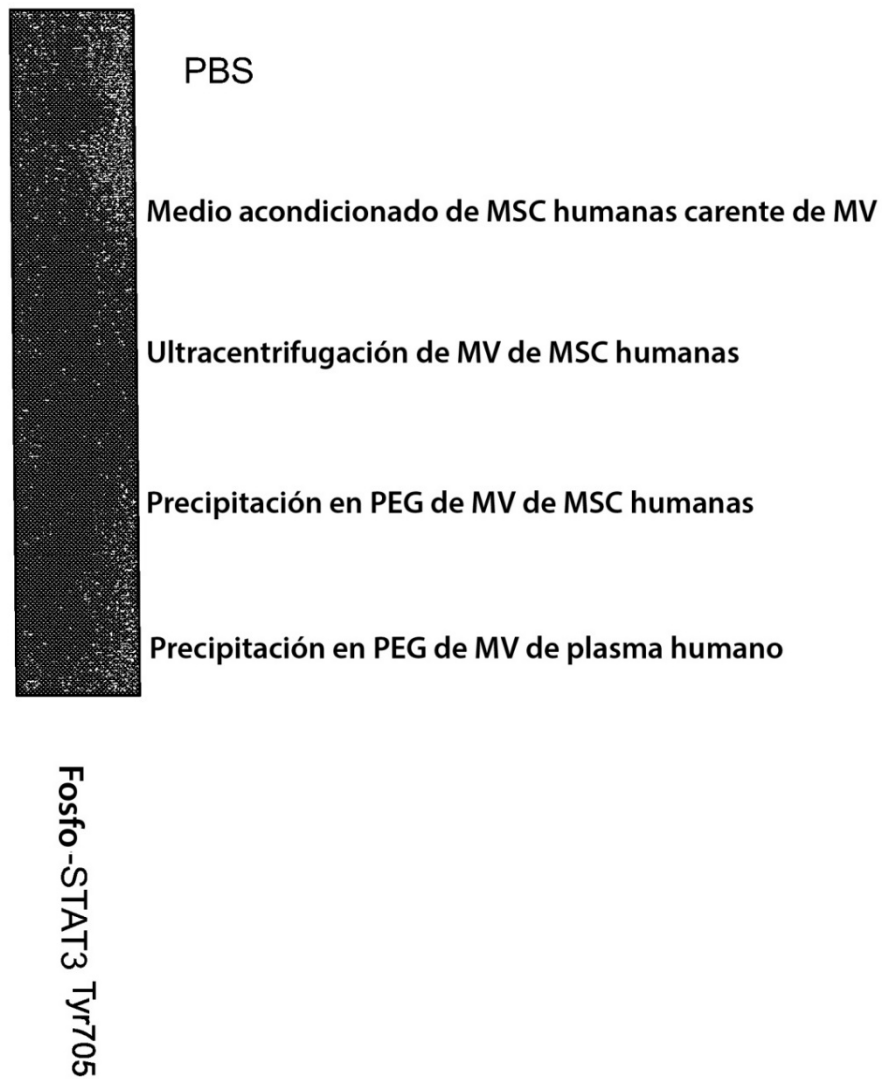 PBS
Medio acondicionado de MSC humanas carente de MV
Ultracentrifugación de MV de MSC humanas
Precipitación en PEG de MV de MSC humanas
Precipitación en PEG de MV de plasma humano
Fosfo-STAT3 Tyr705